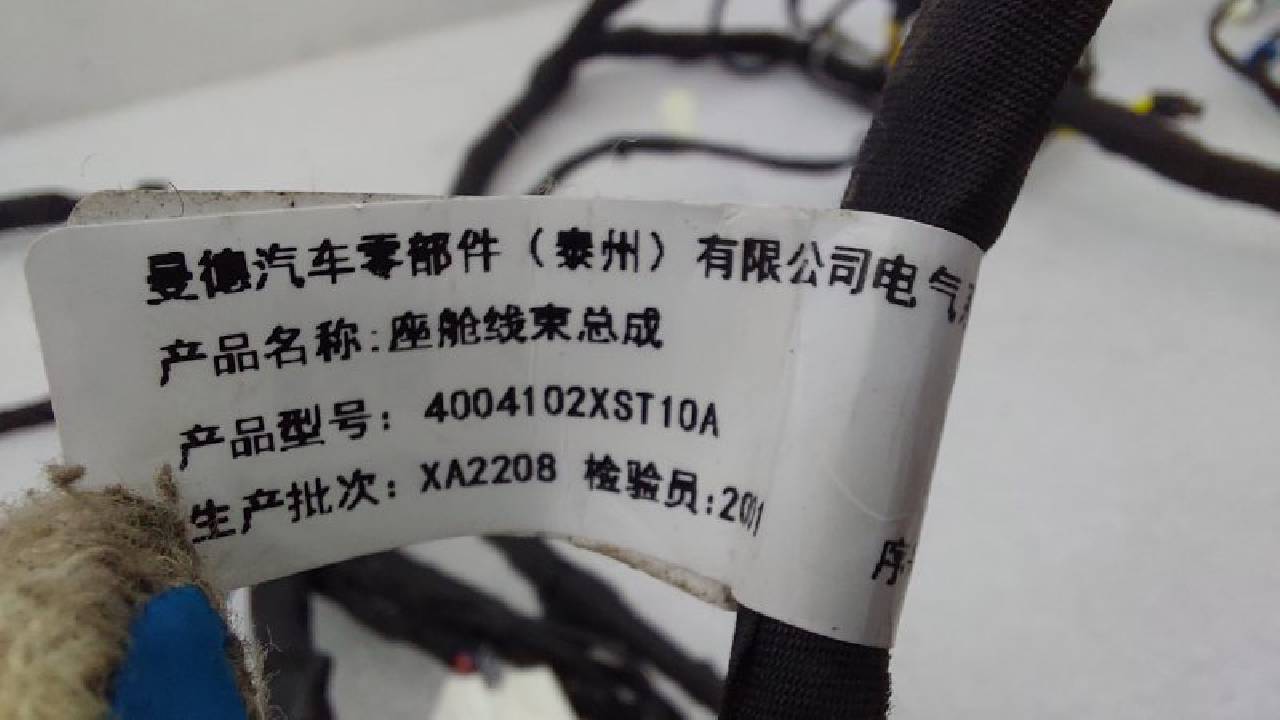 曼德汽车零部件（泰州）有限公司电气
产品名称:座舱线束总成
产品型号: 4004102XST10A
生产批次: XA2208 检验员:2001
序